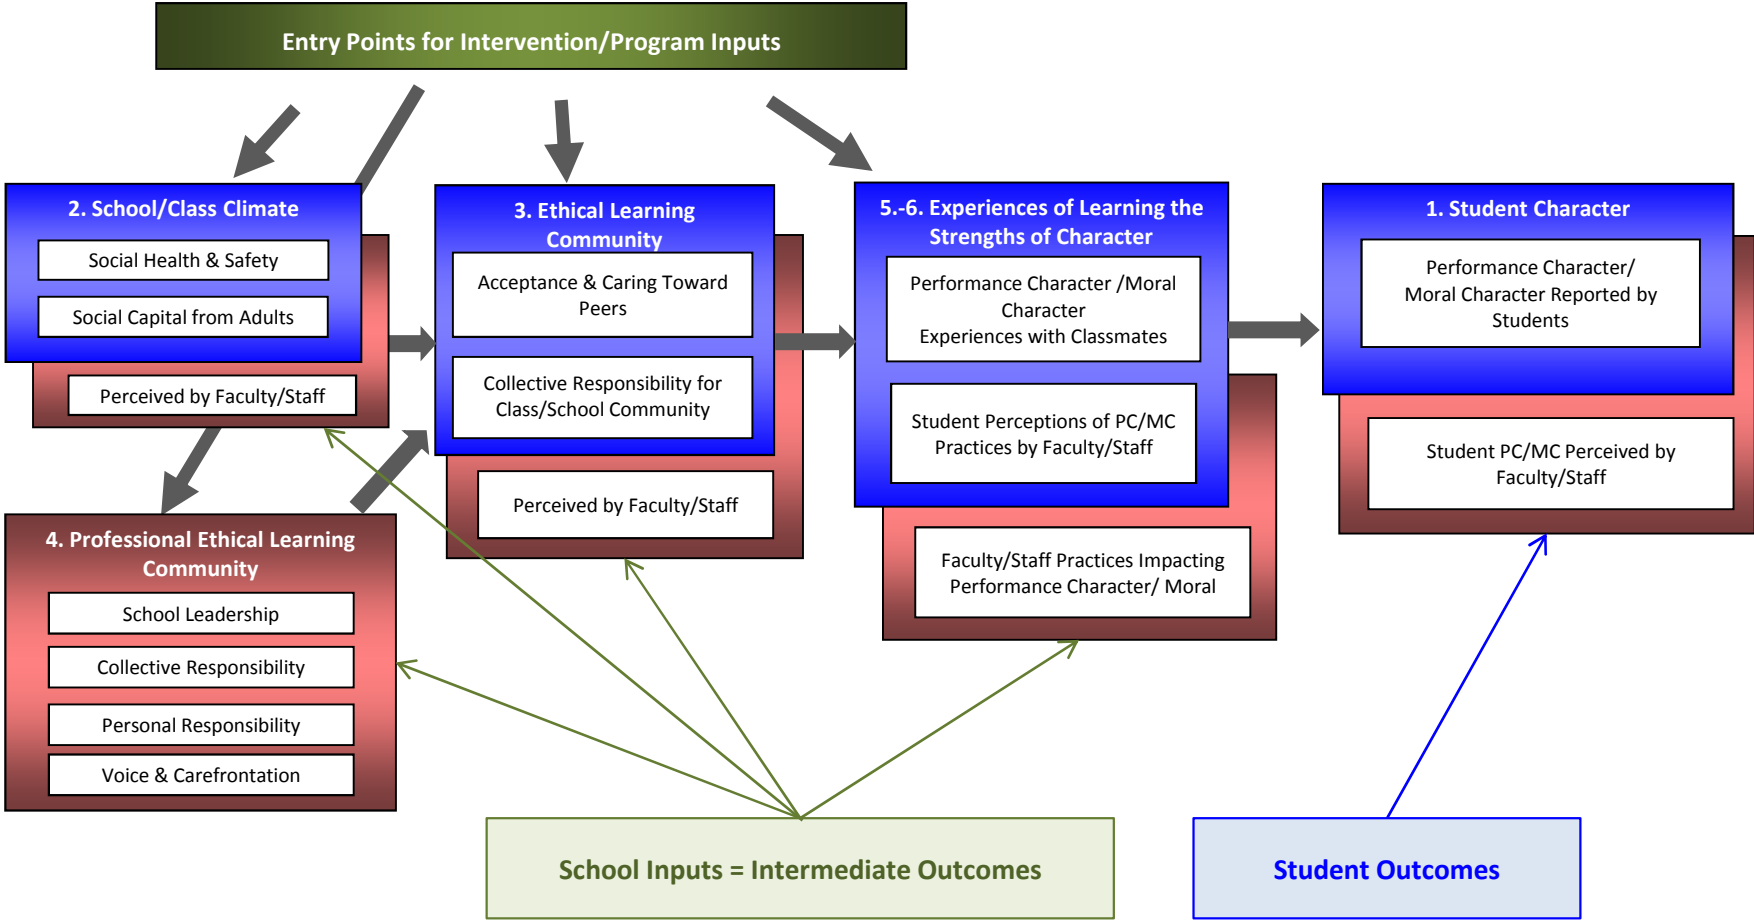 Entry Points for Intervention/Program Inputs
2. School/Class Climate
Social Health & Safety
Social Capital from Adults
Perceived by Faculty/Staff
3. Ethical Learning
Community
Acceptance & Caring Toward
Peers
Collective Responsibility for
Class/School Community
Perceived by Faculty/Staff
4. Professional Ethical Learning
Community
School Leadership
Collective Responsibility
Personal Responsibility
Voice & Carefrontation
5.-6. Experiences of Learning the
Strengths of Character
Performance Character /Moral
Character
Experiences with Classmates
Student Perceptions of PC/MC
Practices by Faculty/Staff
Faculty/Staff Practices Impacting
Performance Character/ Moral
1. Student Character
Performance Character/
Moral Character Reported by
Students
Student PC/MC Perceived by
Faculty/Staff
School Inputs = Intermediate Outcomes
Student Outcomes